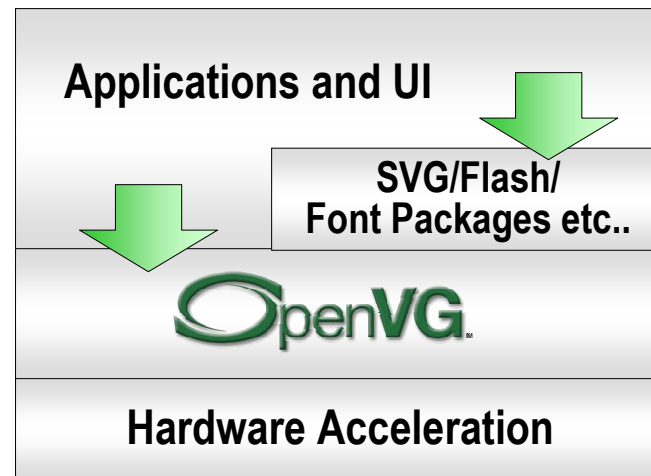 Applications and UI
SVG/Flash/
Font Packages etc..
OpenVG
Hardware Acceleration